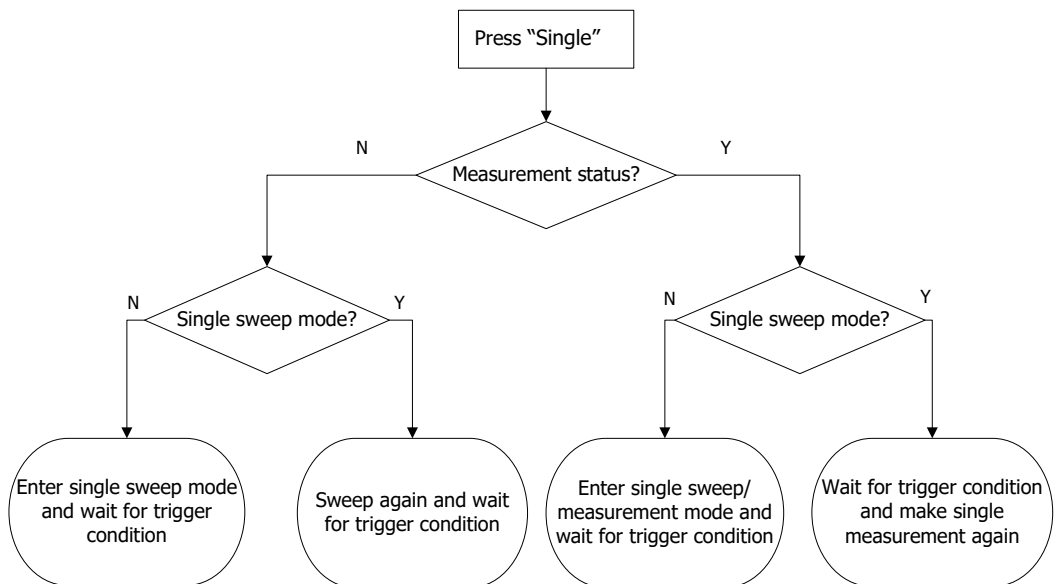 Press “Single”
N
Y
Measurement status?
N
Y
N
Y
Single sweep mode?
Single sweep mode?
Enter single sweep mode
and wait for trigger
condition
Sweep again and wait
for trigger condition
Enter single sweep/
measurement mode and
wait for trigger condition
Wait for trigger condition
and make single
measurement again